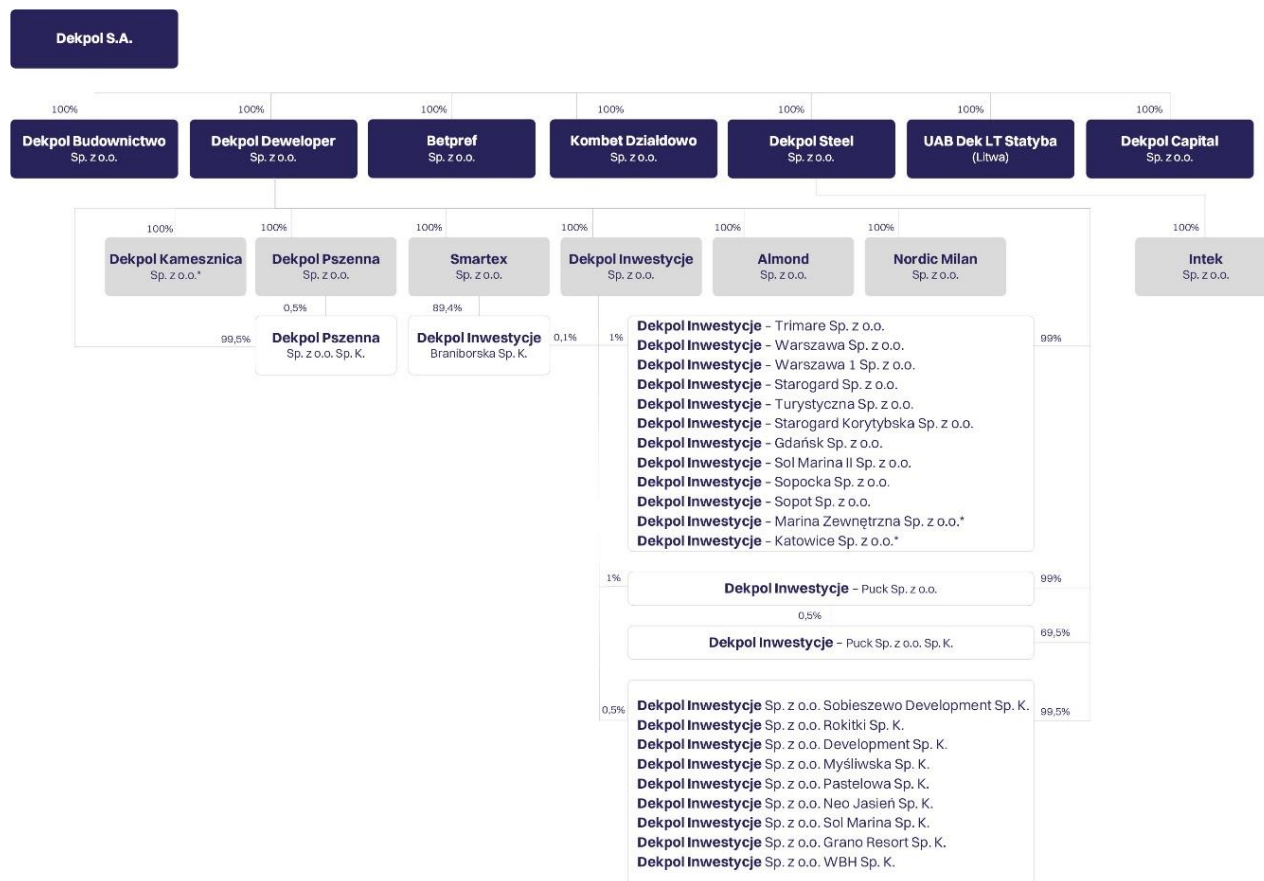 Dekpol S.A.
100%
100%
100%
100%
100%
100%
100%
Dekpol Budownictwo
Sp. z o.o.
Dekpol Deweloper
Sp. z o.o.
Betpref
Sp. z o.o.
Kombet Działdowo
Sp. z o.o.
Dekpol Steel
Sp. z o.o.
UAB Dek LT Statyba
(Litwa)
Dekpol Capital
Sp. z o.o.
100%
100%
100%
100%
100%
100%
100%
Dekpol Kamesznica
Sp. z o.o.*
Dekpol Pszenna
Sp. z o.o.
Smartex
Sp. z o.o.
Dekpol Inwestycje
Sp. z o.o.
Almond
Sp. z o.o.
Nordic Milan
Sp. z o.o.
Intek
Sp. z o.o.
0,5%
89,4%
99,5%
Dekpol Pszenna
Sp. z o.o. Sp. K.
Dekpol Inwestycje
Braniborska Sp. K.
0,1%
1%
99%
Dekpol Inwestycje – Trimare Sp. z o.o.
Dekpol Inwestycje – Warszawa Sp. z o.o.
Dekpol Inwestycje – Warszawa 1 Sp. z o.o.
Dekpol Inwestycje – Starogard Sp. z o.o.
Dekpol Inwestycje – Turystyczna Sp. z o.o.
Dekpol Inwestycje – Starogard Korytybska Sp. z o.o.
Dekpol Inwestycje – Gdańsk Sp. z o.o.
Dekpol Inwestycje – Sol Marina II Sp. z o.o.
Dekpol Inwestycje – Sopocka Sp. z o.o.
Dekpol Inwestycje – Sopot Sp. z o.o.
Dekpol Inwestycje – Marina Zewnętrzna Sp. z o.o.*
Dekpol Inwestycje – Katowice Sp. z o.o.*
1%
99%
Dekpol Inwestycje – Puck Sp. z o.o.
0,5%
69,5%
Dekpol Inwestycje – Puck Sp. z o.o. Sp. K.
0,5%
99,5%
Dekpol Inwestycje Sp. z o.o. Sobieszewo Development Sp. K.
Dekpol Inwestycje Sp. z o.o. Rokitki Sp. K.
Dekpol Inwestycje Sp. z o.o. Development Sp. K.
Dekpol Inwestycje Sp. z o.o. Myśliwska Sp. K.
Dekpol Inwestycje Sp. z o.o. Pastelowa Sp. K.
Dekpol Inwestycje Sp. z o.o. Neo Jasień Sp. K.
Dekpol Inwestycje Sp. z o.o. Sol Marina Sp. K.
Dekpol Inwestycje Sp. z o.o. Grano Resort Sp. K.
Dekpol Inwestycje Sp. z o.o. WBH Sp. K.